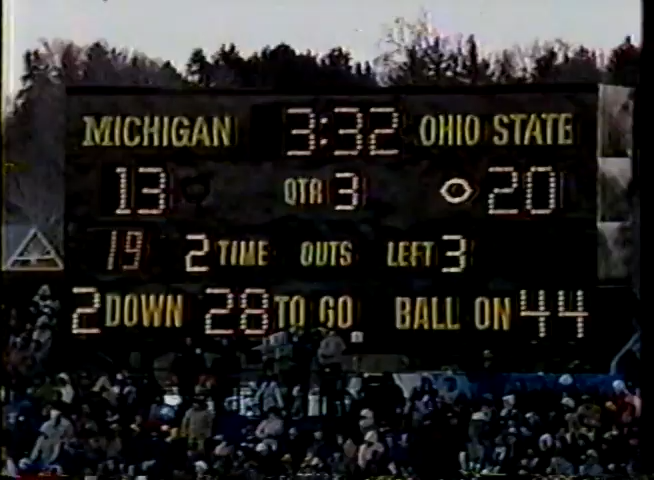 MICHIGAN 3:32 OHIO STATE
13 QTR 3 20
19 2 TIME OUTS LEFT 3
2 DOWN 28 TO GO BALL ON 44